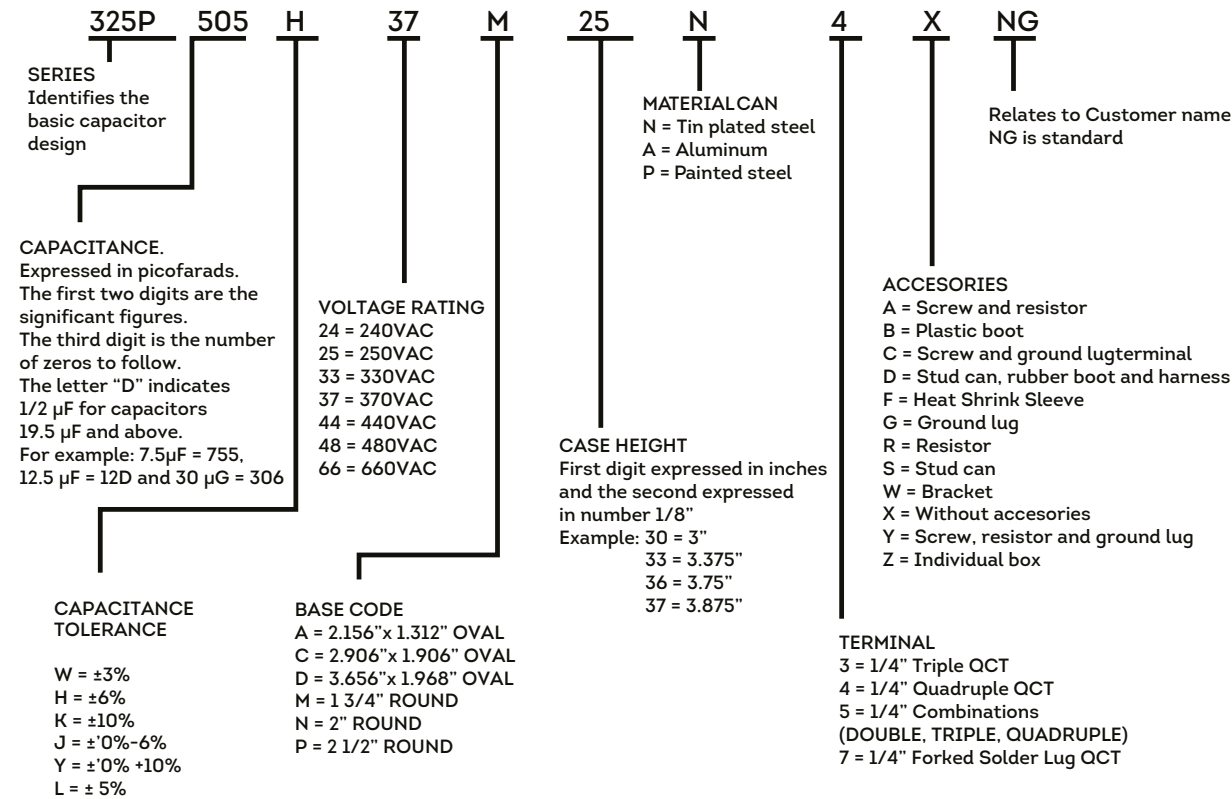 325P 505 H 37 M 25 N 4 X NG
SERIES
Identifies the
basic capacitor
design
MATERIAL CAN
N = Tin plated steel
A = Aluminum
P = Painted steel
Relates to Customer name
NG is standard
CAPACITANCE.
Expressed in picofarads.
The first two digits are the
significant figures.
The third digit is the number
of zeros to follow.
The letter “D” indicates
1/2 µF for capacitors
19.5 µF and above.
For example: 7.5µF = 755,
12.5 µF = 12D and 30 µG = 306
VOLTAGE RATING
24 = 240VAC
25 = 250VAC
33 = 330VAC
37 = 370VAC
44 = 440VAC
48 = 480VAC
66 = 660VAC
ACCESORIES
A = Screw and resistor
B = Plastic boot
C = Screw and ground lugterminal
D = Stud can, rubber boot and harness
F = Heat Shrink Sleeve
G = Ground lug
R = Resistor
S = Stud can
W = Bracket
X = Without accesories
Y = Screw, resistor and ground lug
Z = Individual box
CASE HEIGHT
First digit expressed in inches
and the second expressed
in number 1/8”
Example: 30 = 3”
33 = 3.375”
36 = 3.75”
37 = 3.875”
CAPACITANCE
TOLERANCE
W = ±3%
H = ±6%
K = ±10%
J = ±’0%-6%
Y = ±’0% +10%
L = ± 5%
BASE CODE
A = 2.156”x 1.312” OVAL
C = 2.906”x 1.906” OVAL
D = 3.656”x 1.968” OVAL
M = 1 3/4” ROUND
N = 2” ROUND
P = 2 1/2” ROUND
TERMINAL
3 = 1/4” Triple QCT
4 = 1/4” Quadruple QCT
5 = 1/4” Combinations
(DOUBLE, TRIPLE, QUADRUPLE)
7 = 1/4” Forked Solder Lug QCT